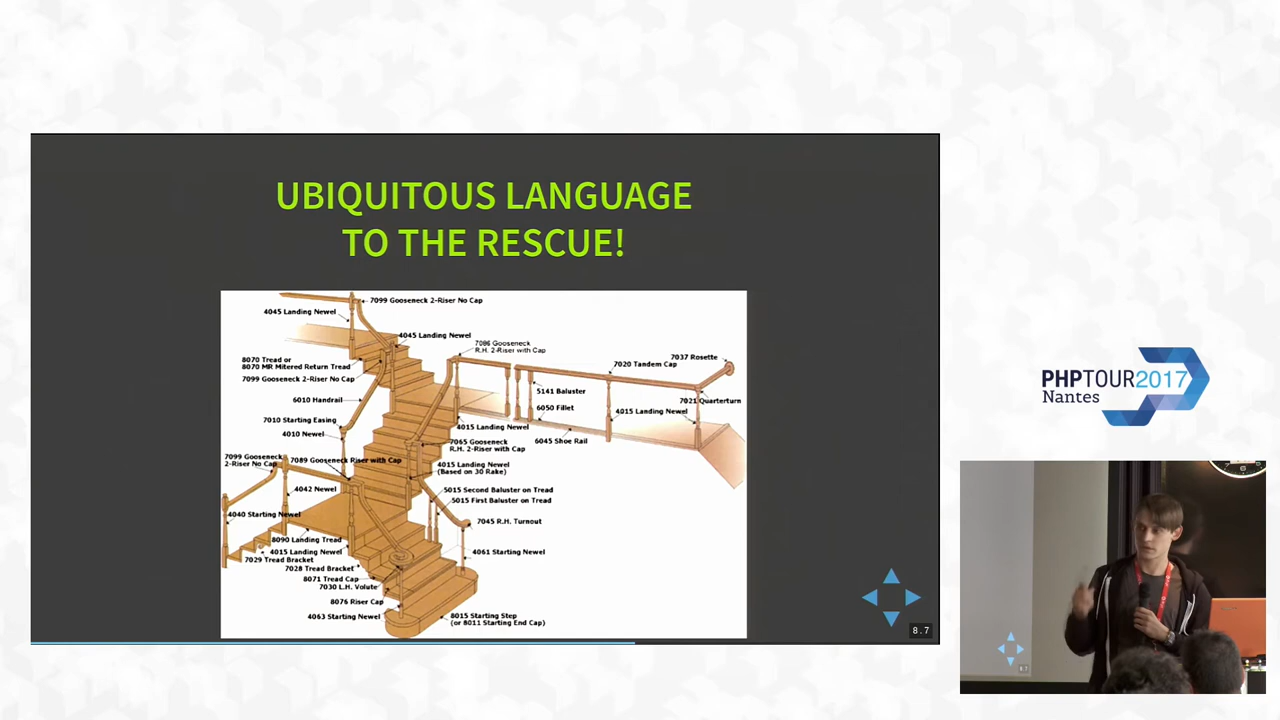 UBIQUITOUS LANGUAGE
TO THE RESCUE!
7099 Gooseneck 2-Riser No Cap
4045 Landing Newel
4045 Landing Newel
7086 Gooseneck
R.H. 2-Riser with Cap
8070 Tread or
8070 MR Mitered Return Tread
7099 Gooseneck 2-Riser No Cap
7037 Rosette
7020 Tandem Cap
5141 Baluster
6010 Handrail
7021 Quarterturn
6050 Fillet
4015 Landing Newel
7010 Starting Easing
4010 Newel
4015 Landing Newel
6045 Shoe Rail
7065 Gooseneck
R.H. 2-Riser with Cap
7099 Gooseneck
2-Riser No Cap
7089 Gooseneck Riser with Cap
4015 Landing Newel
(Based on 30 Rake)
4042 Newel
5015 Second Baluster on Tread
5015 First Baluster on Tread
4040 Starting Newel
7045 R.H. Turnout
8090 Landing Tread
4015 Landing Newel
7029 Tread Bracket
4061 Starting Newel
7028 Tread Bracket
8071 Tread Cap
7030 L.H. Volute
8076 Riser Cap
4063 Starting Newel
8015 Starting Step
(or 8011 Starting End Cap)
8.7
PHPTOUR2017
Nantes